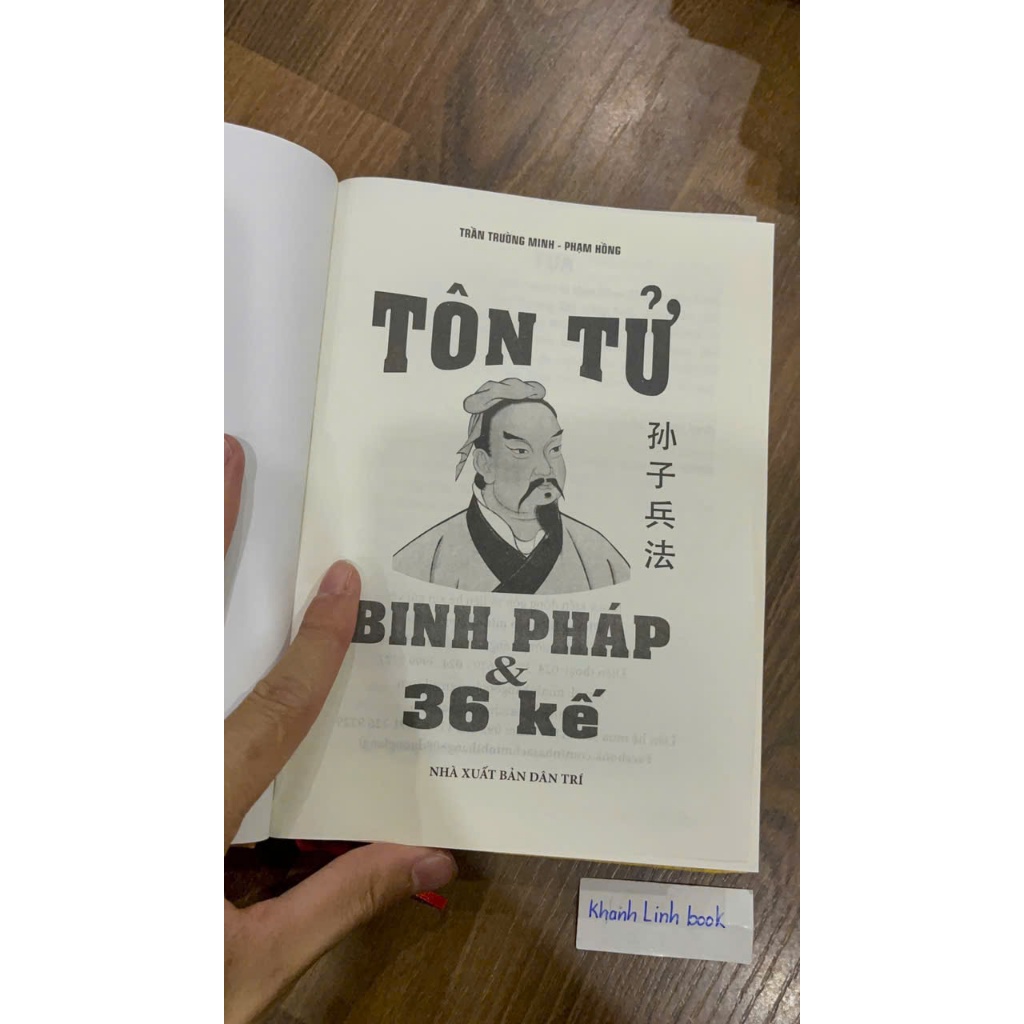 TRẦN TRƯỜNG MINH - PHẠM HỒNG
TÔN TỬ
孙子兵法
BINH PHÁP
&
36 kế
NHÀ XUẤT BẢN DÂN TRÍ
Khanh Linh book